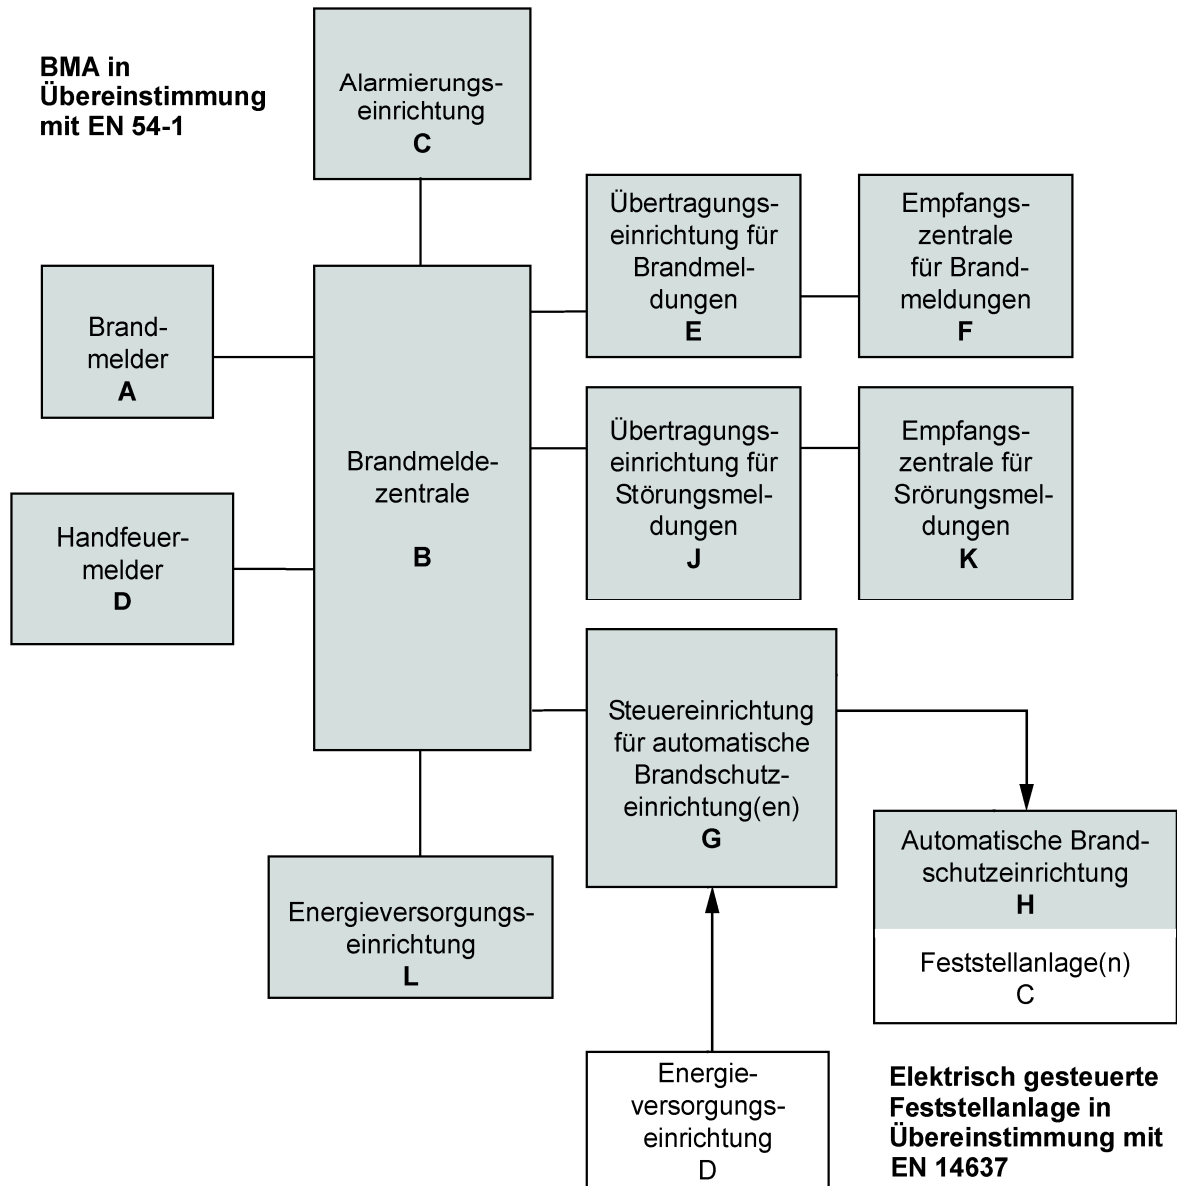 BMA in
Übereinstimmung
mit EN 54-1
Alarmierungs-
einrichtung
C
Übertragungs-
einrichtung für
Brandmel-
dungen
E
Empfangs-
zentrale
für Brand-
meldungen
F
Brand-
melder
A
Brandmelde-
zentrale
B
Übertragungs-
einrichtung für
Störungsmel-
dungen
J
Empfangs-
zentrale für
Srörungsmel-
dungen
K
Handfeuer-
melder
D
Steuereinrichtung
für automatische
Brandschutz-
einrichtung(en)
G
Automatische Brand-
schutzeinrichtung
H
Feststellanlage(n)
C
Energieversorgungs-
einrichtung
L
Energie-
versorgungs-
einrichtung
D
Elektrisch gesteuerte
Feststellanlage in
Übereinstimmung mit
EN 14637